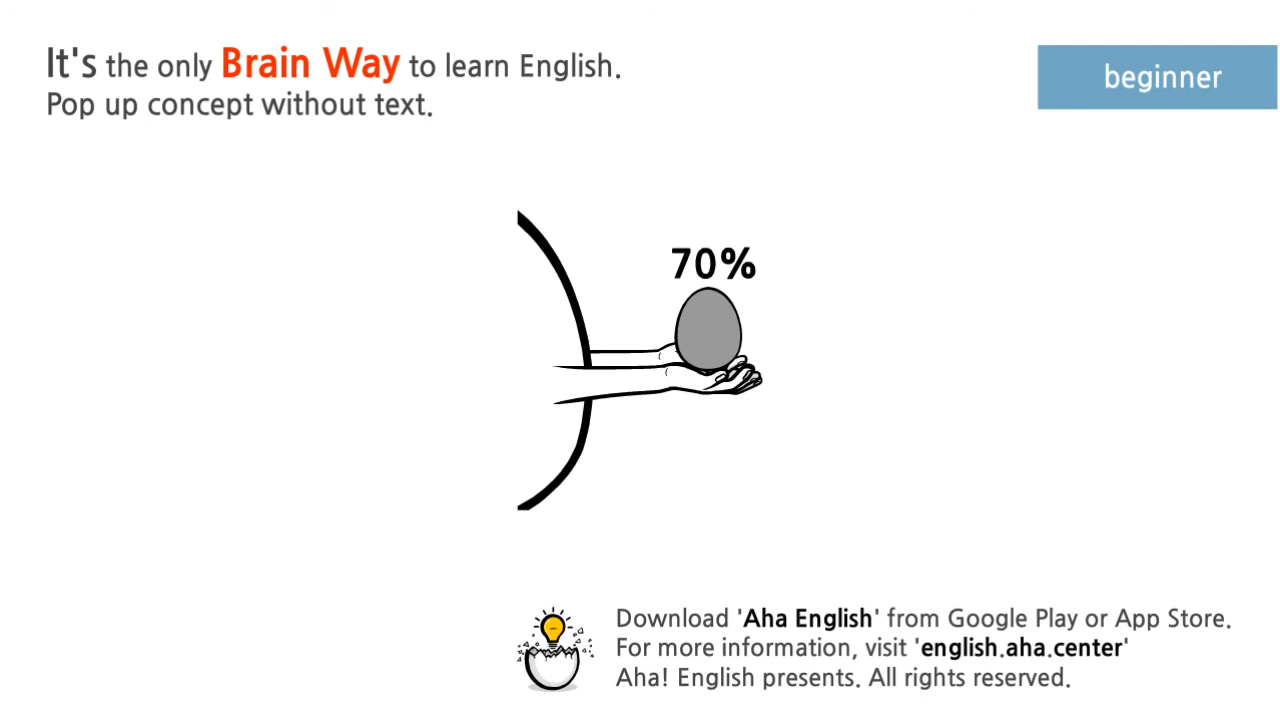 It's the only Brain Way to learn English.
Pop up concept without text.
beginner
70%
Download 'Aha English' from Google Play or App Store.
For more information, visit 'english.aha.center'
Aha! English presents. All rights reserved.